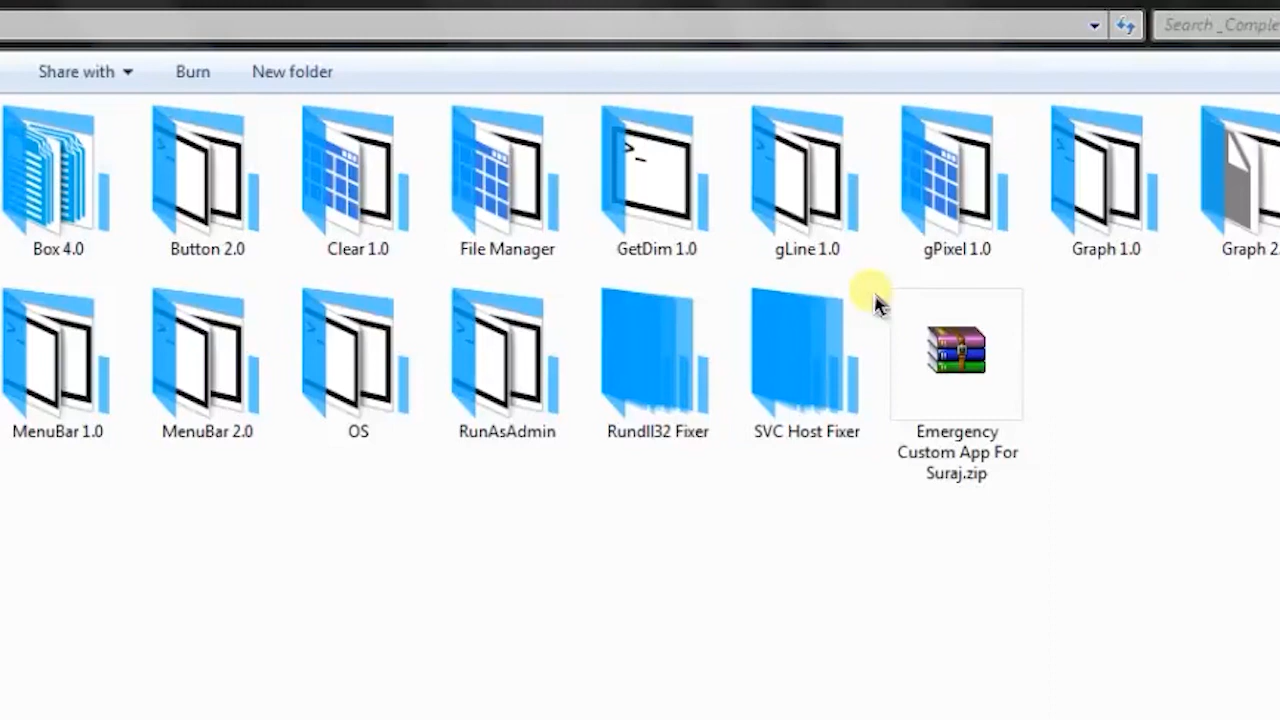 Search _Comple
Share with
Burn
New folder
Box 4.0
Button 2.0
Clear 1.0
File Manager
GetDim 1.0
gLine 1.0
gPixel 1.0
Graph 1.0
Graph 2.
MenuBar 1.0
MenuBar 2.0
OS
RunAsAdmin
Rundll32 Fixer
SVC Host Fixer
Emergency
Custom App For
Suraj.zip